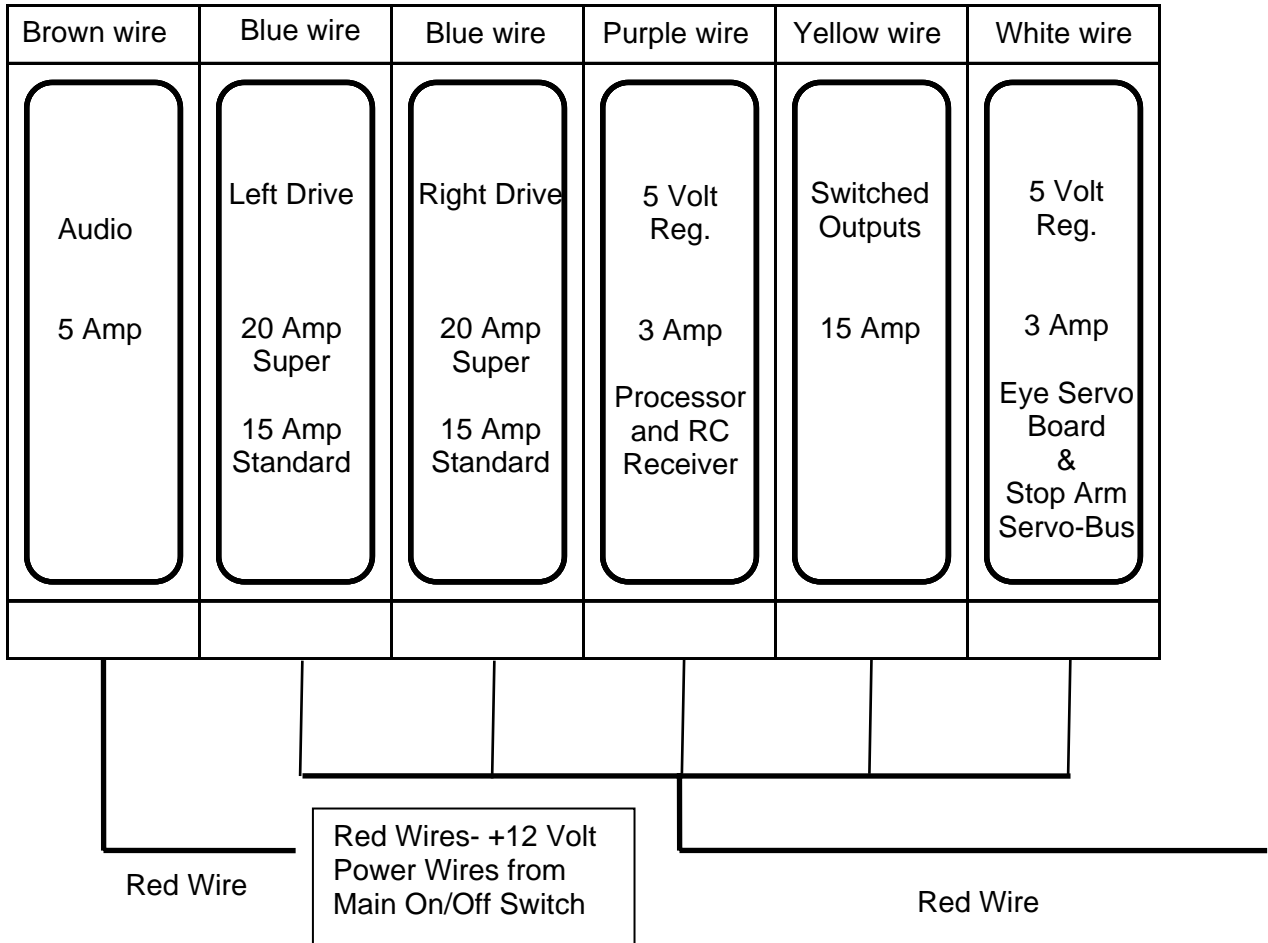 Brown wire
Blue wire
Blue wire
Purple wire
Yellow wire
White wire
Audio
5 Amp
Left Drive
20 Amp
Super
15 Amp
Standard
Right Drive
20 Amp
Super
15 Amp
Standard
5 Volt
Reg.
3 Amp
Processor
and RC
Receiver
Switched
Outputs
15 Amp
5 Volt
Reg.
3 Amp
Eye Servo
Board
&
Stop Arm
Servo-Bus
Red Wire
Red Wires- +12 Volt
Power Wires from
Main On/Off Switch
Red Wire